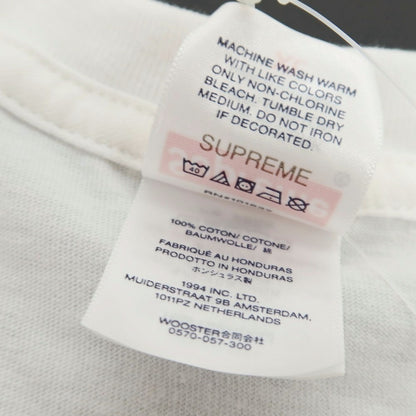 MACHINE WASH WARM
WITH LIKE COLORS
ONLY NON-CHLORINE
BLEACH. TUMBLE DRY
MEDIUM. DO NOT IRON
IF DECORATED.
SUPREME
40
100% COTON/ COTONE/
BAUMWOLLE/ 綿
FABRIQUÉ AU HONDURAS
PRODOTTO IN HONDURAS
ホンジュラス製
1994 INC. LTD.
MUIDERSTRAAT 9B AMSTERDAM,
1011PZ NETHERLANDS
WOOSTER合同会社
0570-057-300